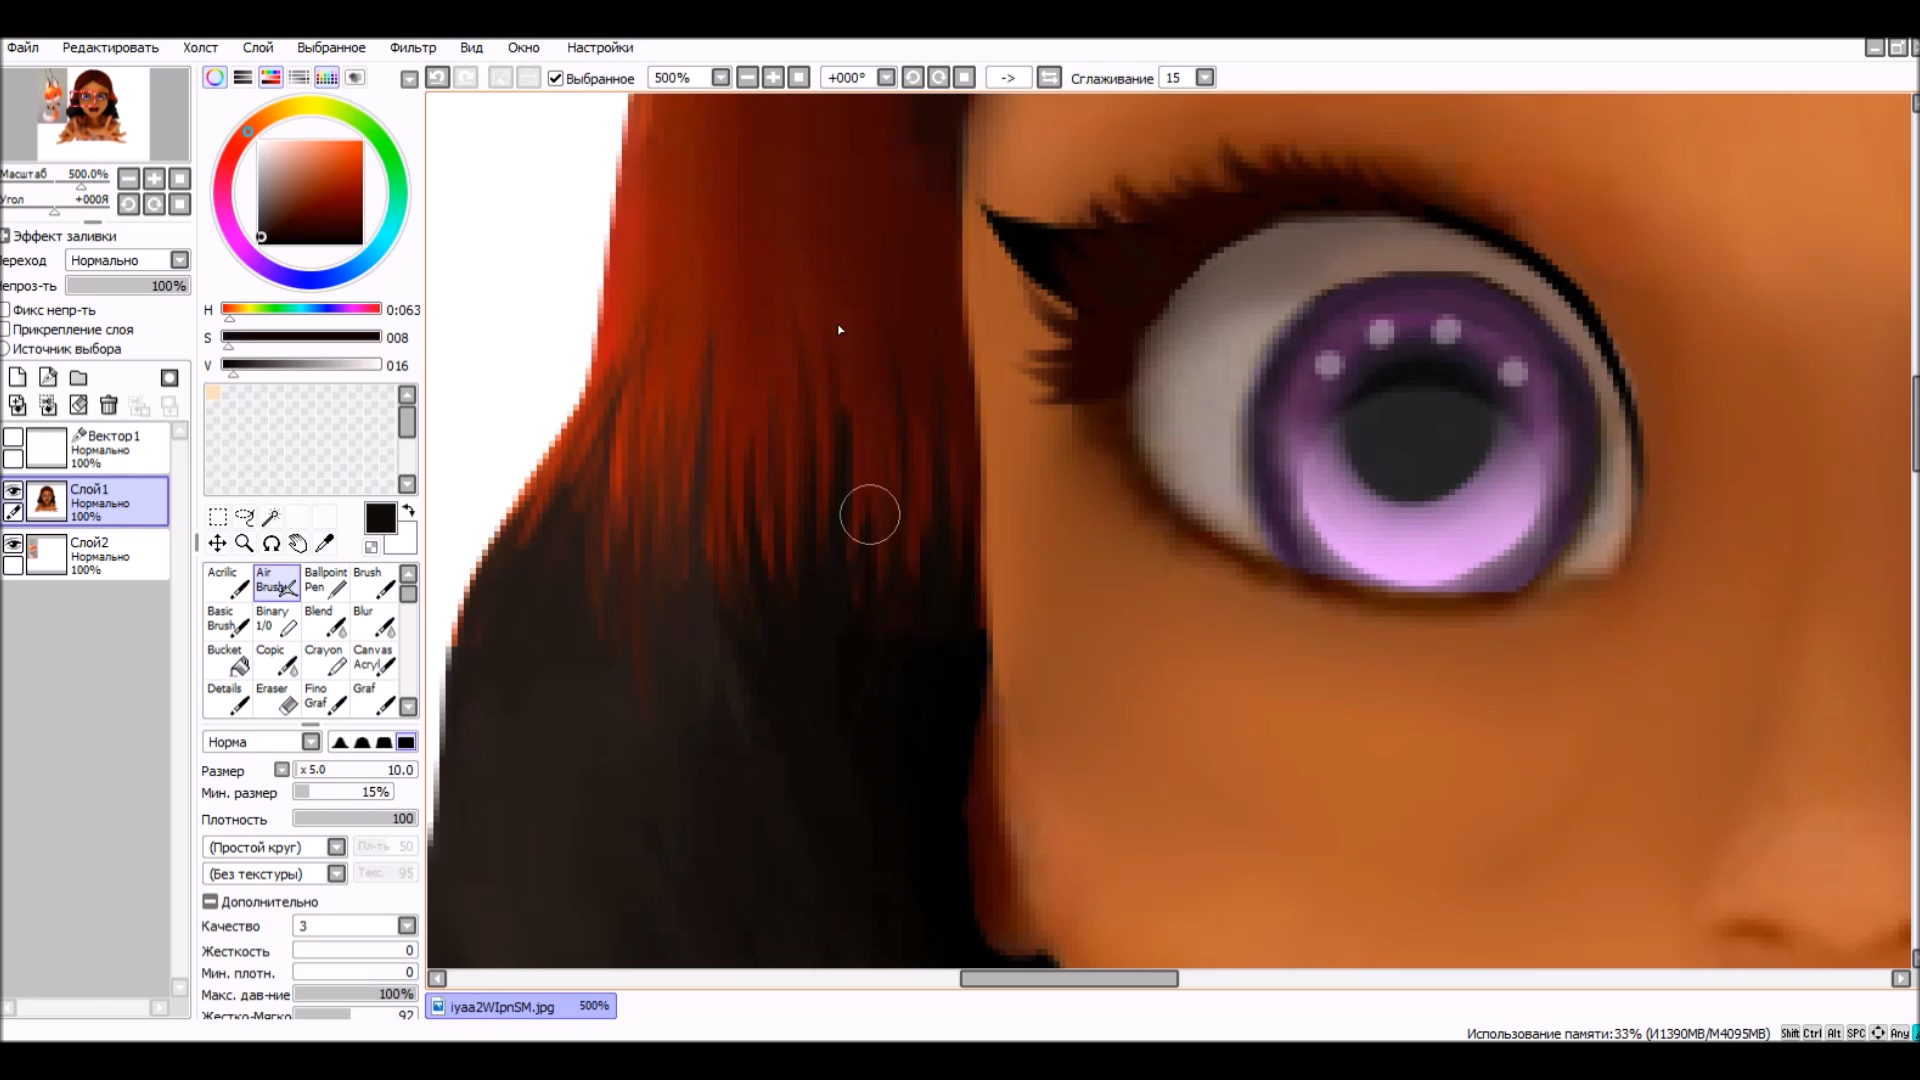 Файл Редактировать Холст Слой Выбранное Фильтр Вид Окно Настройки
Выбранное 500% +000° -> Сглаживание 15
Масштаб 500.0%
Угол +000Я
Эффект заливки
Переход Нормально
Непроз-ть 100%
Фикс непр-ть
Прикрепление слоя
Источник выбора
Вектор1
Нормально
100%
Слой1
Нормально
100%
Слой2
Нормально
100%
H 0:063
S 008
V 016
Acrilic Air Brush Ballpoint Pen Brush
Basic Brush Binary 1/0 Blend Blur
Bucket Copic Crayon Canvas Acryl
Details Eraser Fino Graf Graf
Норма
Размер x 5.0 10.0
Мин. размер 15%
Плотность 100
(Простой круг) Пл-ть 50
(Без текстуры) Текс. 95
Дополнительно
Качество 3
Жесткость 0
Мин. плотн. 0
Макс. дав-ние 100%
Жестко-Мягко 92
iyaa2WIpnSM.jpg 500%
Использование памяти:33% (И1390MB/M4095MB) Shift Ctrl Alt SPC Any